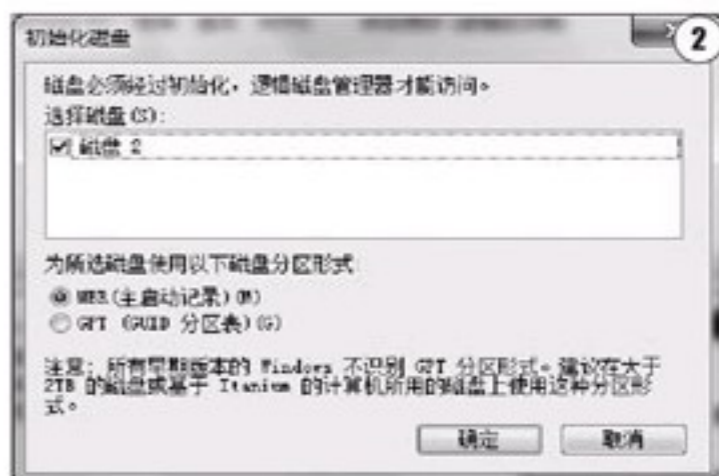 初始化磁盘
2
磁盘必须经过初始化，逻辑磁盘管理器才能访问。
选择磁盘(S):
磁盘 2
为所选磁盘使用以下磁盘分区形式:
MBR(主启动记录)(M)
GPT (GUID 分区表)(G)
注意: 所有早期版本的 Windows 不识别 GPT 分区形式。建议在大于
2TB 的磁盘或基于 Itanium 的计算机所用的磁盘上使用这种分区形
式。
确定
取消